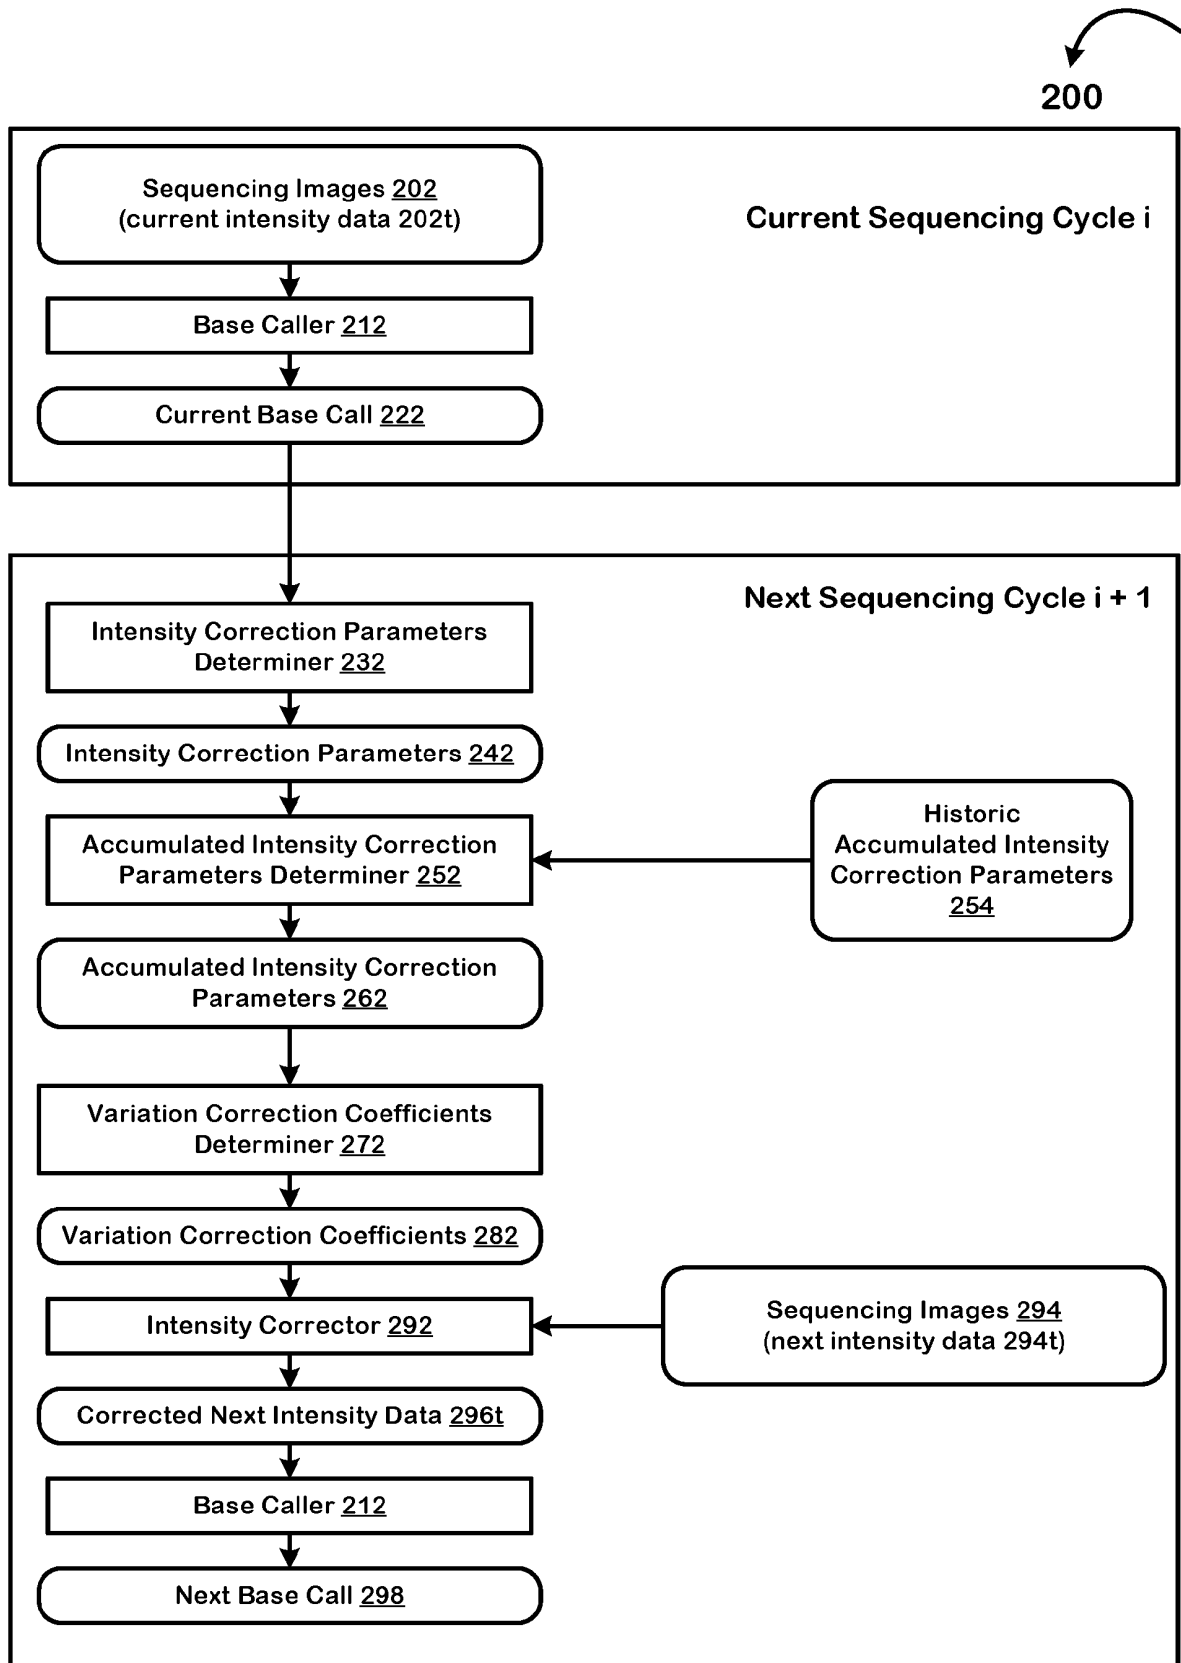 200
Sequencing Images 202
(current intensity data 202t)
Current Sequencing Cycle i
Base Caller 212
Current Base Call 222
Next Sequencing Cycle i + 1
Intensity Correction Parameters
Determiner 232
Intensity Correction Parameters 242
Accumulated Intensity Correction
Parameters Determiner 252
Historic
Accumulated Intensity
Correction Parameters
254
Accumulated Intensity Correction
Parameters 262
Variation Correction Coefficients
Determiner 272
Variation Correction Coefficients 282
Intensity Corrector 292
Sequencing Images 294
(next intensity data 294t)
Corrected Next Intensity Data 296t
Base Caller 212
Next Base Call 298